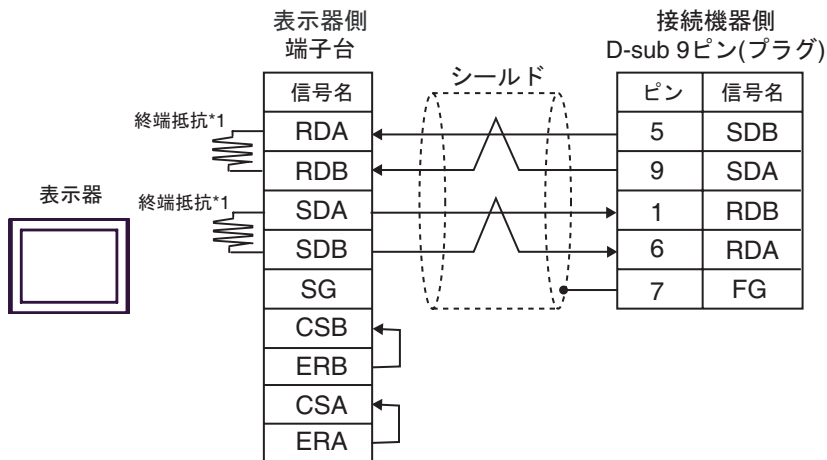 表示器側
端子台
接続機器側
D-sub 9ピン(プラグ)
シールド
信号名
ピン 信号名
終端抵抗*1
RDA 5 SDB
RDB 9 SDA
表示器
終端抵抗*1
SDA 1 RDB
SDB 6 RDA
SG 7 FG
CSB
ERB
CSA
ERA